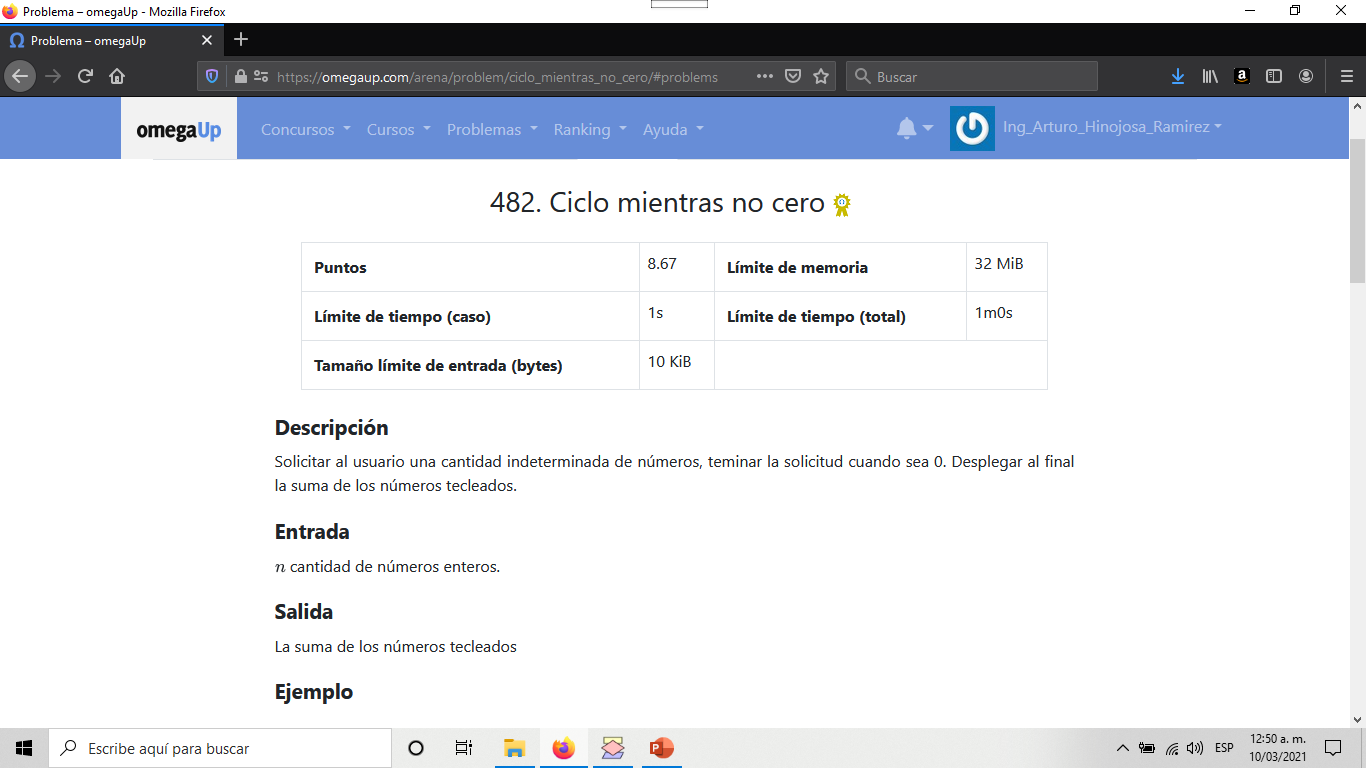 Problema – omegaUp - Mozilla Firefox
Problema – omegaUp
https://omegaup.com/arena/problem/ciclo_mientras_no_cero/#problems
Buscar
omegaUp Concursos Cursos Problemas Ranking Ayuda Ing_Arturo_Hinojosa_Ramirez
482. Ciclo mientras no cero
Puntos 8.67 Límite de memoria 32 MiB
Límite de tiempo (caso) 1s Límite de tiempo (total) 1m0s
Tamaño límite de entrada (bytes) 10 KiB
Descripción
Solicitar al usuario una cantidad indeterminada de números, teminar la solicitud cuando sea 0. Desplegar al final
la suma de los números tecleados.
Entrada
n cantidad de números enteros.
Salida
La suma de los números tecleados
Ejemplo
Escribe aquí para buscar
ESP
12:50 a. m.
10/03/2021